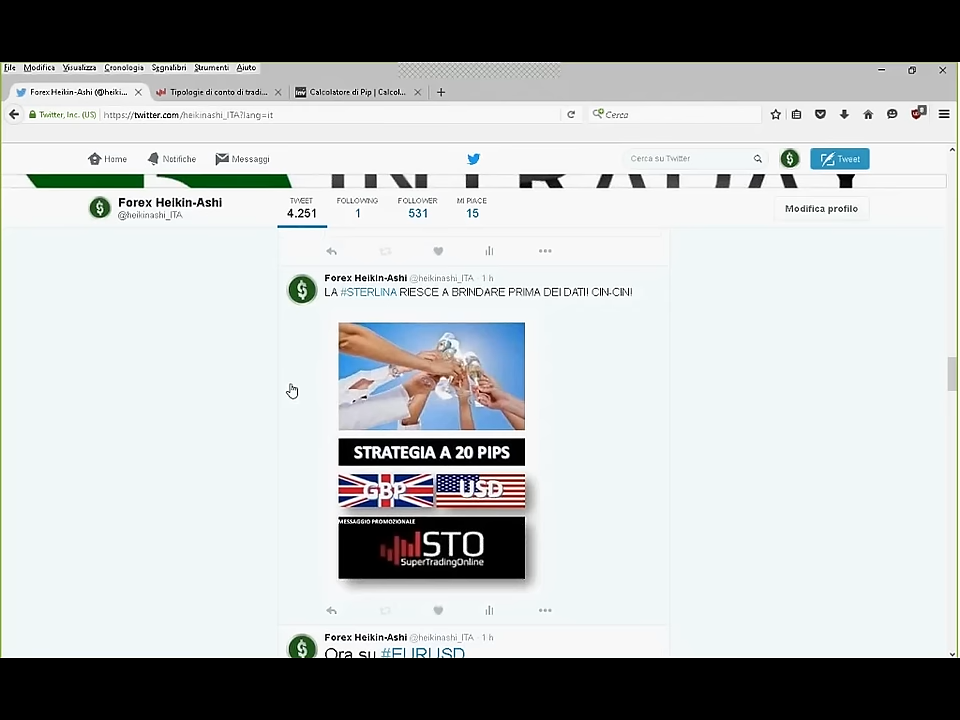 File Modifica Visualizza Cronologia Segnalibri Strumenti Aiuto
Forex Heikin-Ashi (@heiki... Tipologie di conto di tradi... Calcolatore di Pip | Calcol...
Twitter, Inc. (US) https://twitter.com/heikinashi_ITA?lang=it Cerca
Home Notifiche Messaggi Cerca su Twitter Tweet
INTRADAY
Forex Heikin-Ashi
@heikinashi_ITA
TWEET FOLLOWING FOLLOWER MI PIACE
4.251 1 531 15
Modifica profilo
Forex Heikin-Ashi @heikinashi_ITA · 1 h
LA #STERLINA RIESCE A BRINDARE PRIMA DEI DATI! CIN-CIN!
STRATEGIA A 20 PIPS
GBP USD
MESSAGGIO PROMOZIONALE
STO
SuperTradingOnline
Forex Heikin-Ashi @heikinashi_ITA · 1 h
Ora su #EURUSD